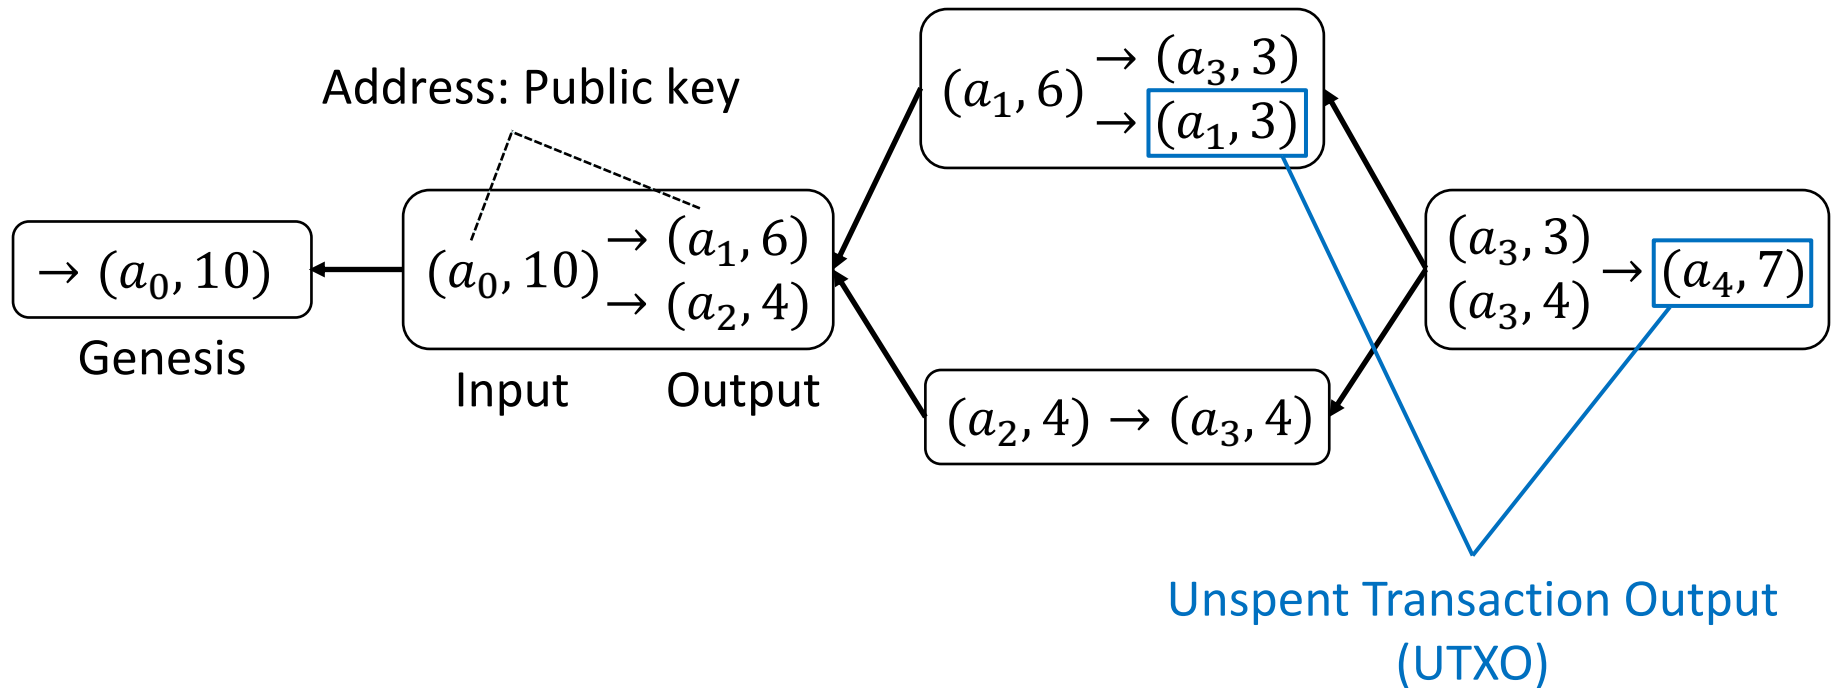 Address: Public key
→ (a₀, 10)
Genesis
(a₀, 10) → (a₁, 6)
→ (a₂, 4)
Input
Output
(a₁, 6) → (a₃, 3)
→ (a₁, 3)
(a₂, 4) → (a₃, 4)
(a₃, 3)
(a₃, 4) → (a₄, 7)
Unspent Transaction Output
(UTXO)